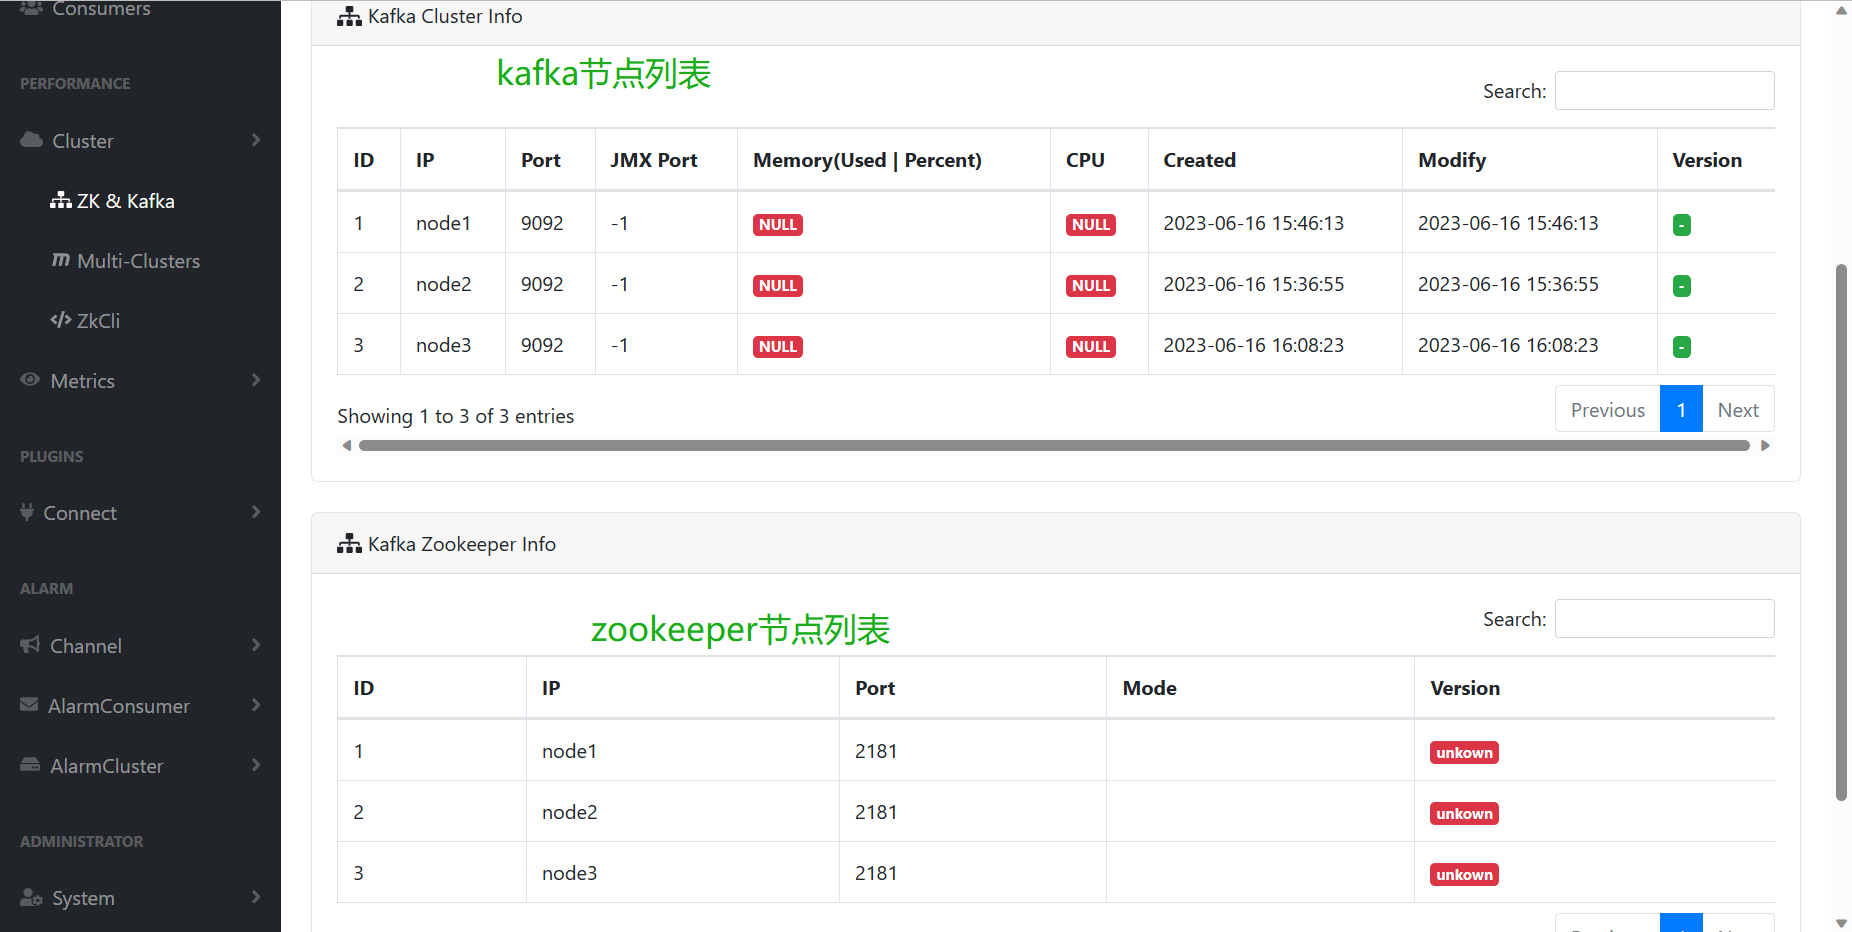 Consumers
PERFORMANCE
Cluster
ZK & Kafka
Multi-Clusters
ZkCli
Metrics
PLUGINS
Connect
ALARM
Channel
AlarmConsumer
AlarmCluster
ADMINISTRATOR
System
Kafka Cluster Info
kafka节点列表
Search:
ID IP Port JMX Port Memory(Used | Percent) CPU Created Modify Version
1 node1 9092 -1 NULL NULL 2023-06-16 15:46:13 2023-06-16 15:46:13 -
2 node2 9092 -1 NULL NULL 2023-06-16 15:36:55 2023-06-16 15:36:55 -
3 node3 9092 -1 NULL NULL 2023-06-16 16:08:23 2023-06-16 16:08:23 -
Showing 1 to 3 of 3 entries
Previous 1 Next
Kafka Zookeeper Info
zookeeper节点列表
Search:
ID IP Port Mode Version
1 node1 2181 unkown
2 node2 2181 unkown
3 node3 2181 unkown